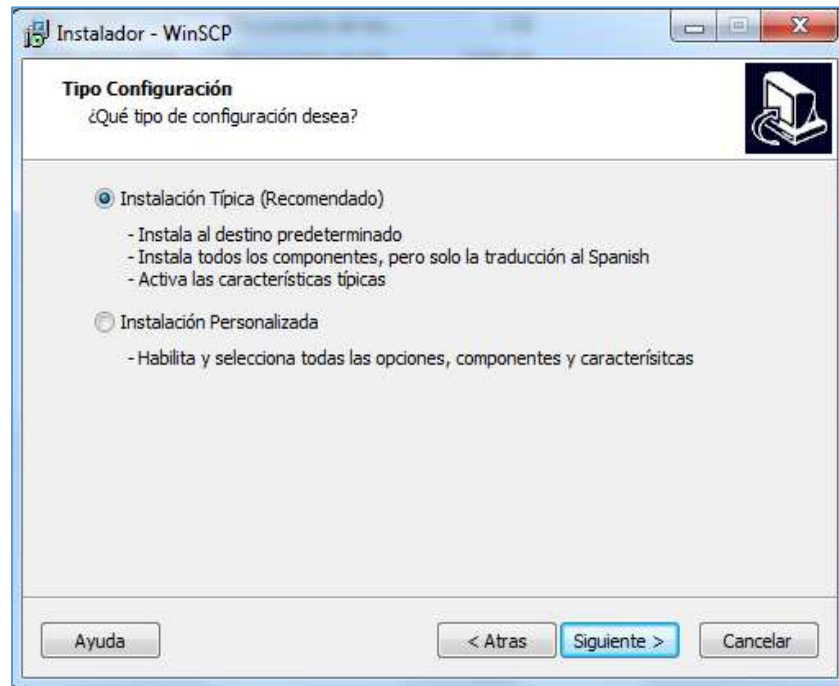 Instalador - WinSCP
Tipo Configuración
¿Qué tipo de configuración desea?
Instalación Típica (Recomendado)
- Instala al destino predeterminado
- Instala todos los componentes, pero solo la traducción al Spanish
- Activa las características típicas
Instalación Personalizada
- Habilita y selecciona todas las opciones, componentes y caracterísitcas
Ayuda
< Atras
Siguiente >
Cancelar